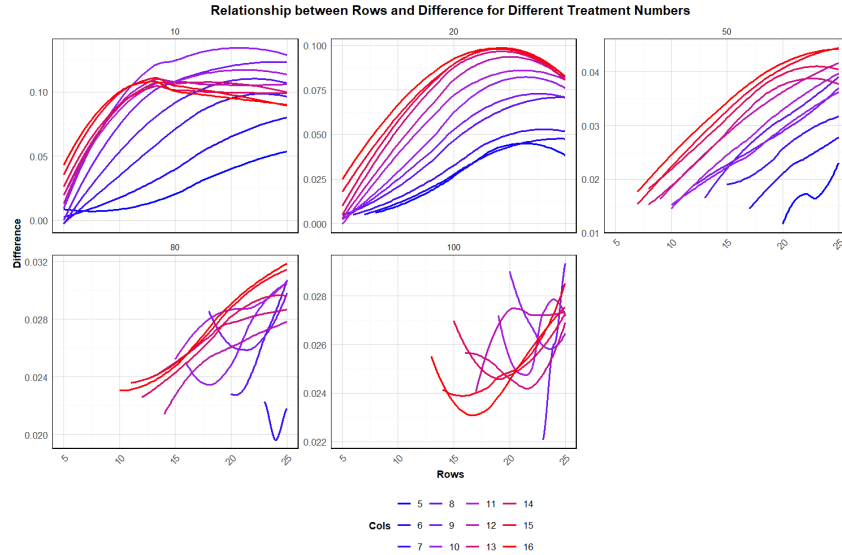 Relationship between Rows and Difference for Different Treatment Numbers
10 20 50
0.10
0.05
0.00
0.100
0.075
0.050
0.025
0.000
0.04
0.03
0.02
0.01
5 10 15 20 25
Difference
80 100
0.032
0.028
0.024
0.020
0.028
0.026
0.024
0.022
5 10 15 20 25
5 10 15 20 25
Rows
Cols
5 8 11 14
6 9 12 15
7 10 13 16